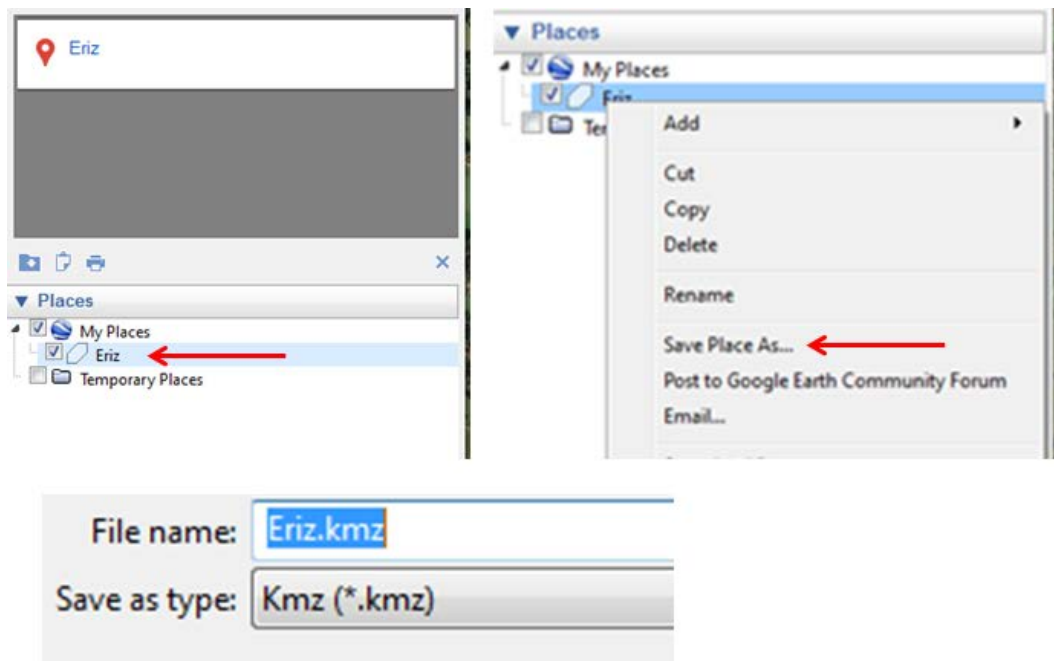 Eriz
Places
My Places
Eriz
Temporary Places
Places
My Places
Eriz
Add
Cut
Copy
Delete
Rename
Save Place As...
Post to Google Earth Community Forum
Email...
File name: Eriz.kmz
Save as type: Kmz (*.kmz)